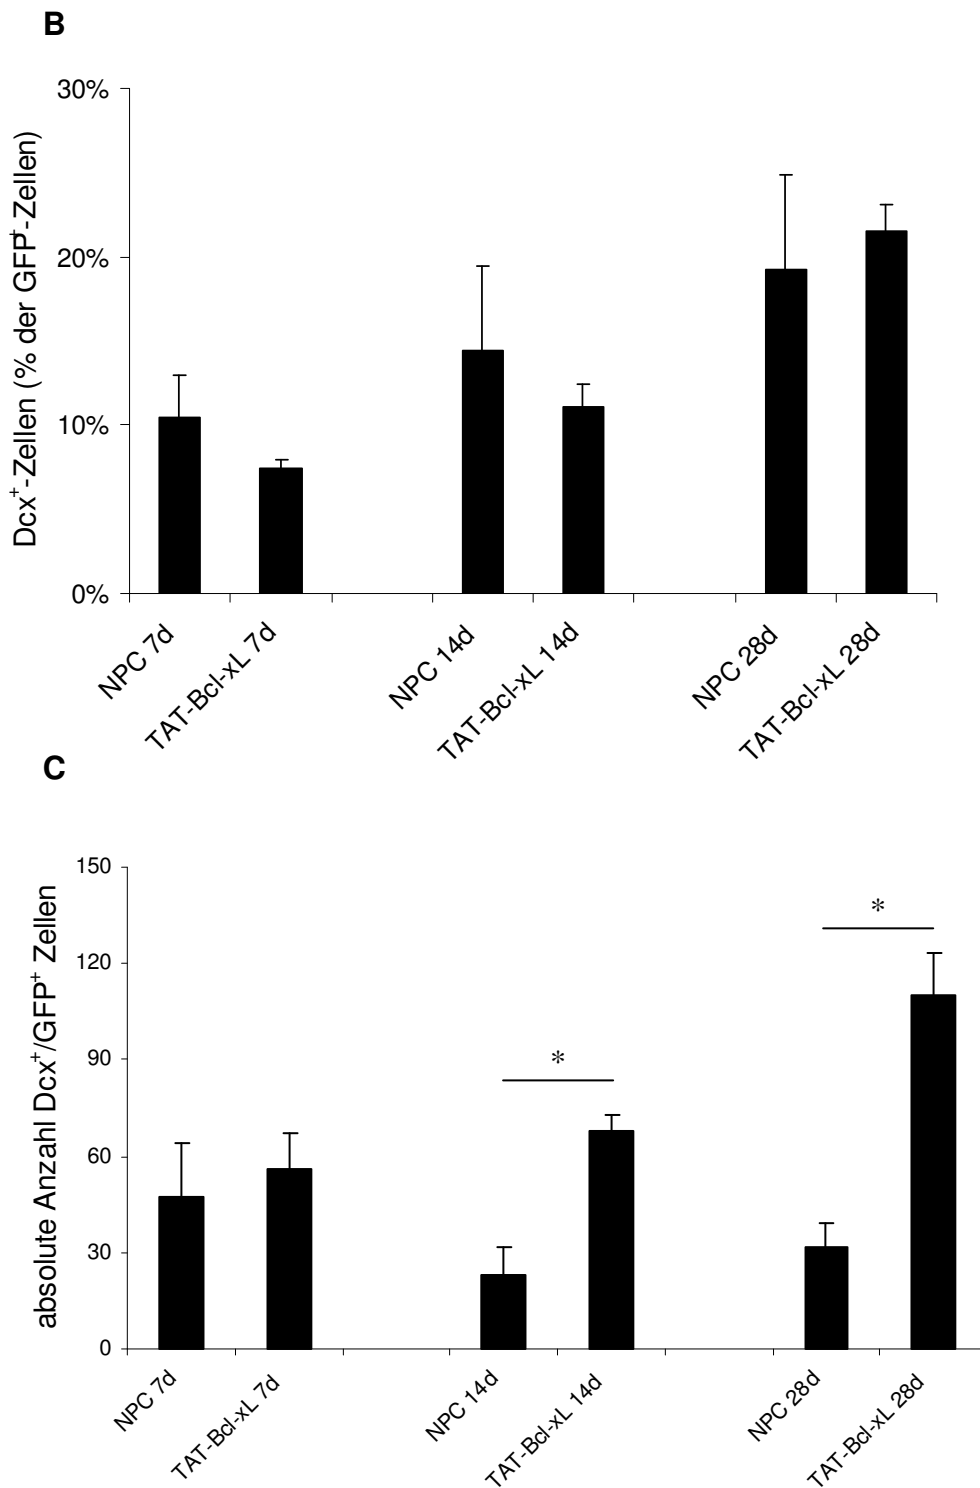 B
Dcx⁺-Zellen (% der GFP⁺-Zellen)
30%
20%
10%
0%
NPC 7d
TAT-Bcl-xL 7d
NPC 14d
TAT-Bcl-xL 14d
NPC 28d
TAT-Bcl-xL 28d
C
absolute Anzahl Dcx⁺/GFP⁺ Zellen
150
120
90
60
30
0
*
*
NPC 7d
TAT-Bcl-xL 7d
NPC 14d
TAT-Bcl-xL 14d
NPC 28d
TAT-Bcl-xL 28d